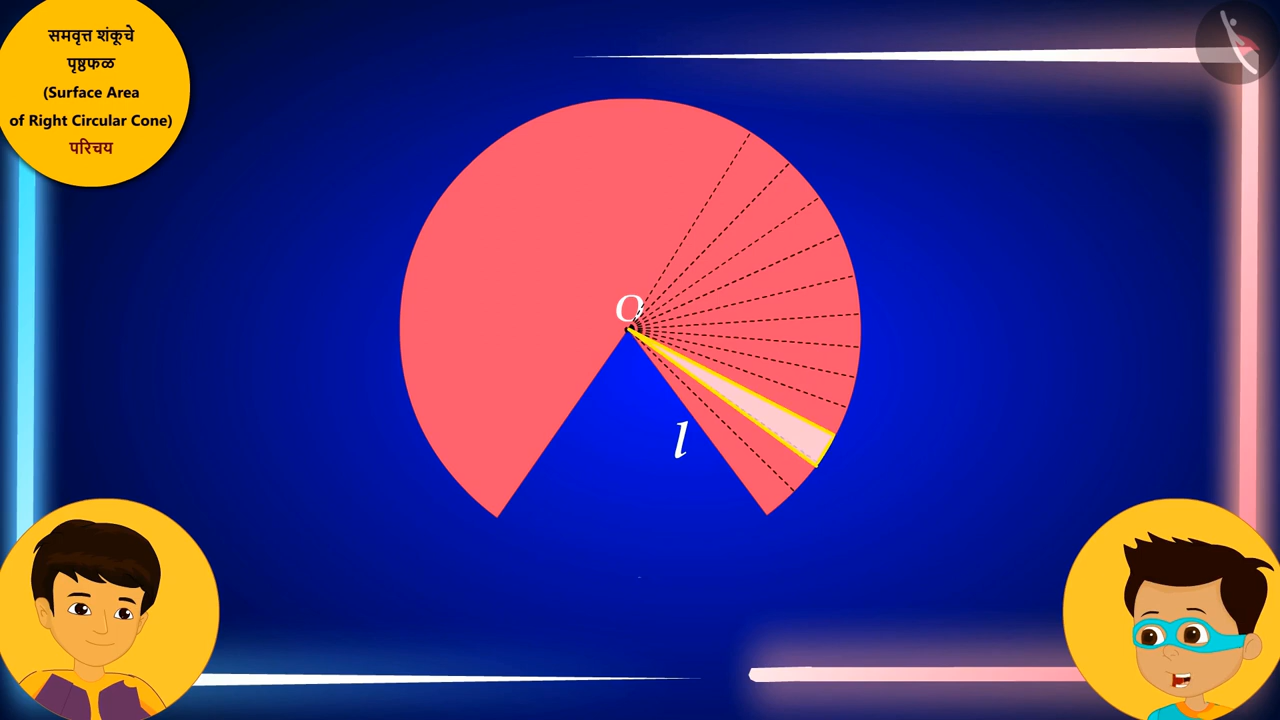 समवृत्त शंकूचे
पृष्ठफळ
(Surface Area
of Right Circular Cone)
परिचय
O
l